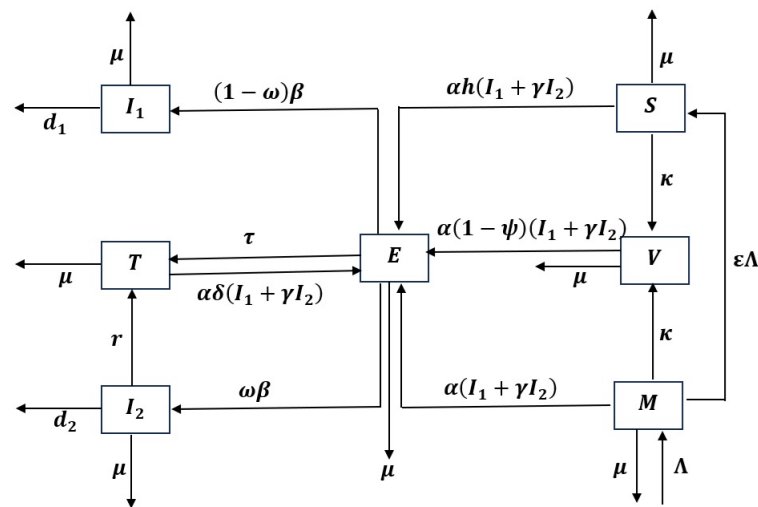 μ
μ
I₁
(1 − ω)β
αh(I₁ + γI₂)
S
d₁
κ
τ
α(1 − ψ)(I₁ + γI₂)
T
E
V
εΛ
μ
αδ(I₁ + γI₂)
μ
r
κ
I₂
ωβ
α(I₁ + γI₂)
M
d₂
μ
μ
μ
Λ